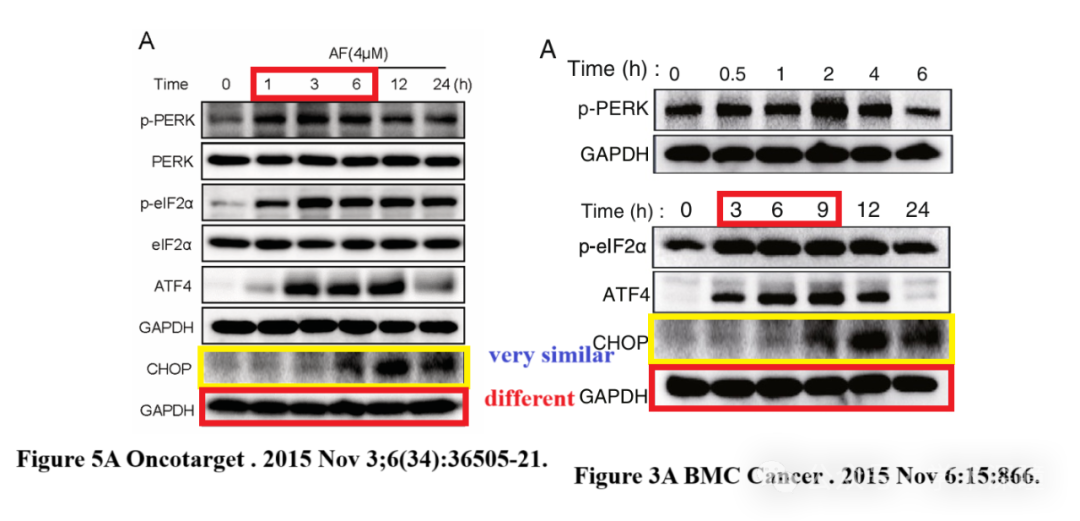 A
AF(4μM)
Time 0 1 3 6 12 24 (h)
p-PERK
PERK
p-eIF2α
eIF2α
ATF4
GAPDH
CHOP
GAPDH
very similar
different
A
Time (h) : 0 0.5 1 2 4 6
p-PERK
GAPDH
Time (h) : 0 3 6 9 12 24
p-eIF2α
ATF4
CHOP
GAPDH
Figure 5A Oncotarget . 2015 Nov 3;6(34):36505-21.
Figure 3A BMC Cancer . 2015 Nov 6:15:866.